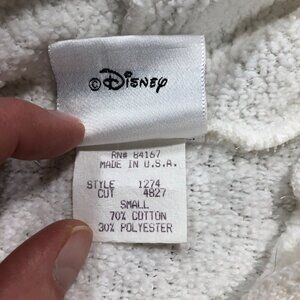 ©Disney
RN# 84167
MADE IN U.S.A.
STYLE 1274
CUT 4827
SMALL
70% COTTON
30% POLYESTER